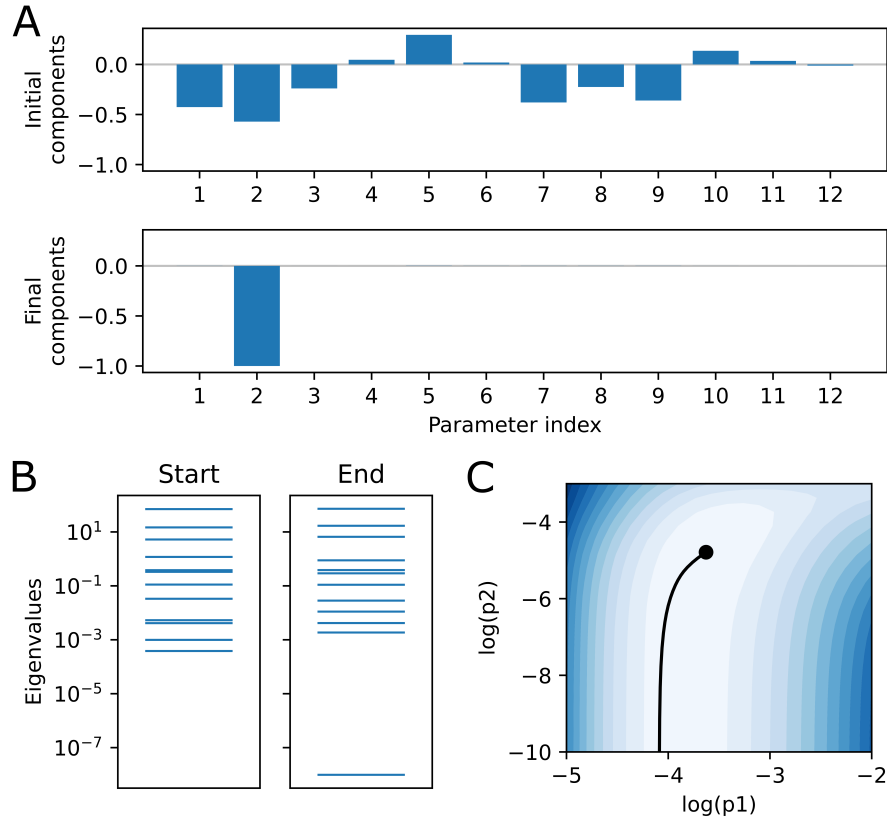 A
Initial
components
0.0
−0.5
−1.0
1 2 3 4 5 6 7 8 9 10 11 12
Final
components
0.0
−0.5
−1.0
1 2 3 4 5 6 7 8 9 10 11 12
Parameter index
B
Start
End
Eigenvalues
10¹
10⁻¹
10⁻³
10⁻⁵
10⁻⁷
C
log(p2)
−4
−6
−8
−10
−5 −4 −3 −2
log(p1)